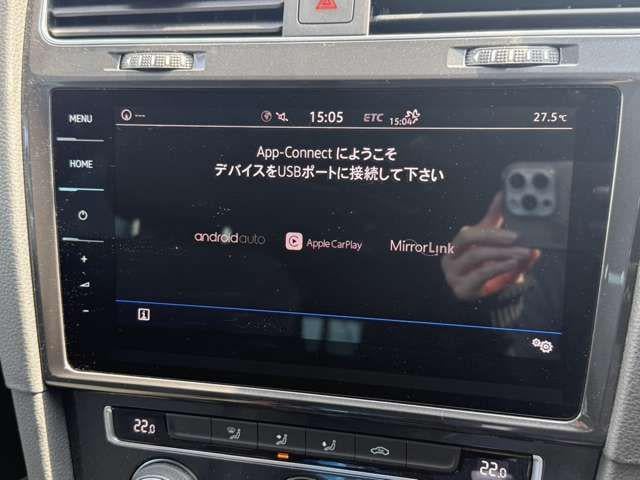 MENU
HOME
15:05
ETC
15:04
27.5℃
App-Connect にようこそ
デバイスをUSBポートに接続して下さい
androidauto
Apple CarPlay
MirrorLink
i
22.0
22.0